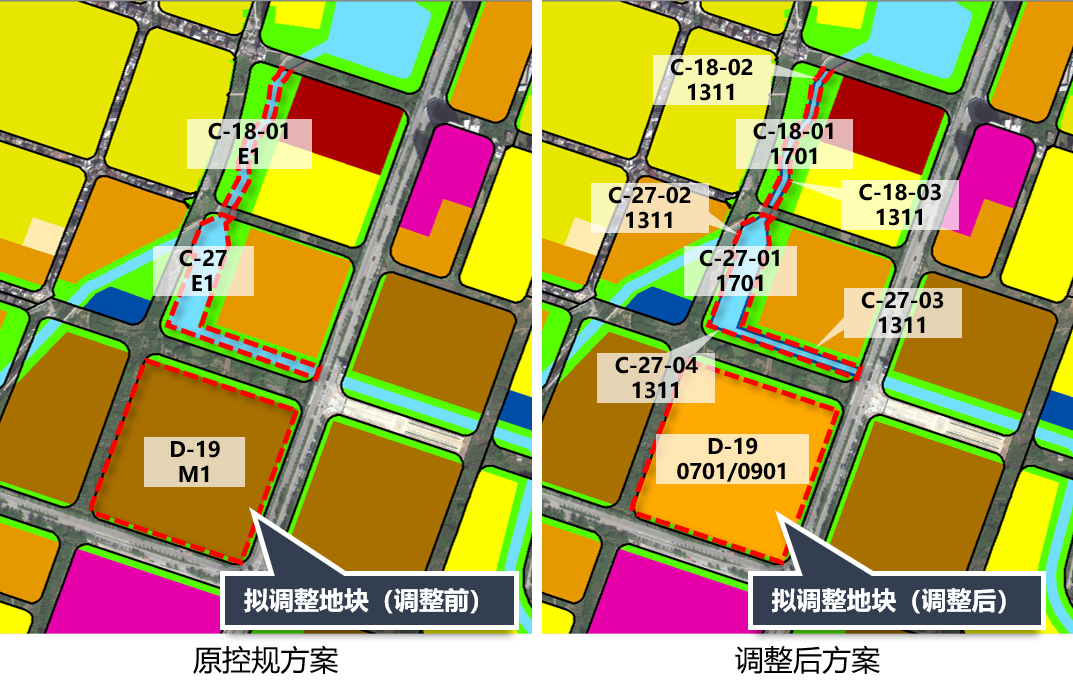 C-18-01
E1
C-27
E1
D-19
M1
拟调整地块（调整前）
原控规方案
C-18-02
1311
C-18-01
1701
C-18-03
1311
C-27-02
1311
C-27-01
1701
C-27-03
1311
C-27-04
1311
D-19
0701/0901
拟调整地块（调整后）
调整后方案